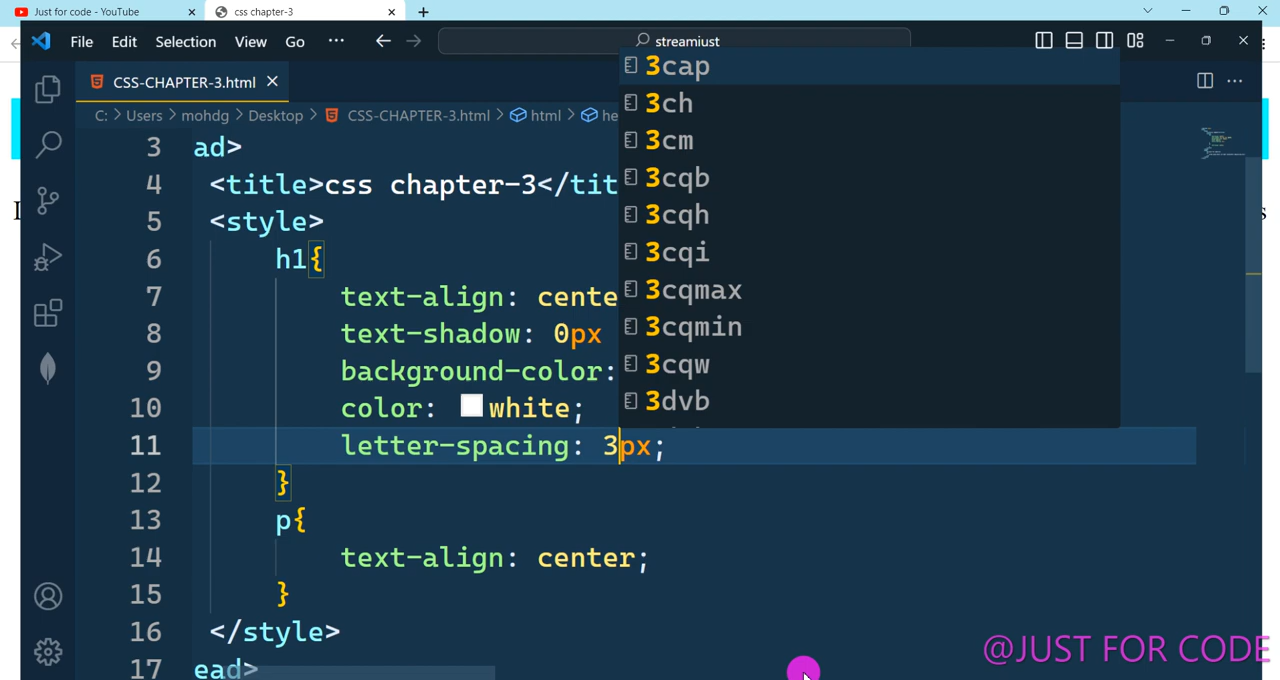 Just for code - YouTube
css chapter-3
File Edit Selection View Go
streamiust
CSS-CHAPTER-3.html
C: > Users > mohdg > Desktop > CSS-CHAPTER-3.html > html > he
3 ad>
4 <title>css chapter-3</tit
5 <style>
6 h1{
7 text-align: cente
8 text-shadow: 0px
9 background-color:
10 color: white;
11 letter-spacing: 3px;
12 }
13 p{
14 text-align: center;
15 }
16 </style>
17 ead>
3cap
3ch
3cm
3cqb
3cqh
3cqi
3cqmax
3cqmin
3cqw
3dvb
@JUST FOR CODE